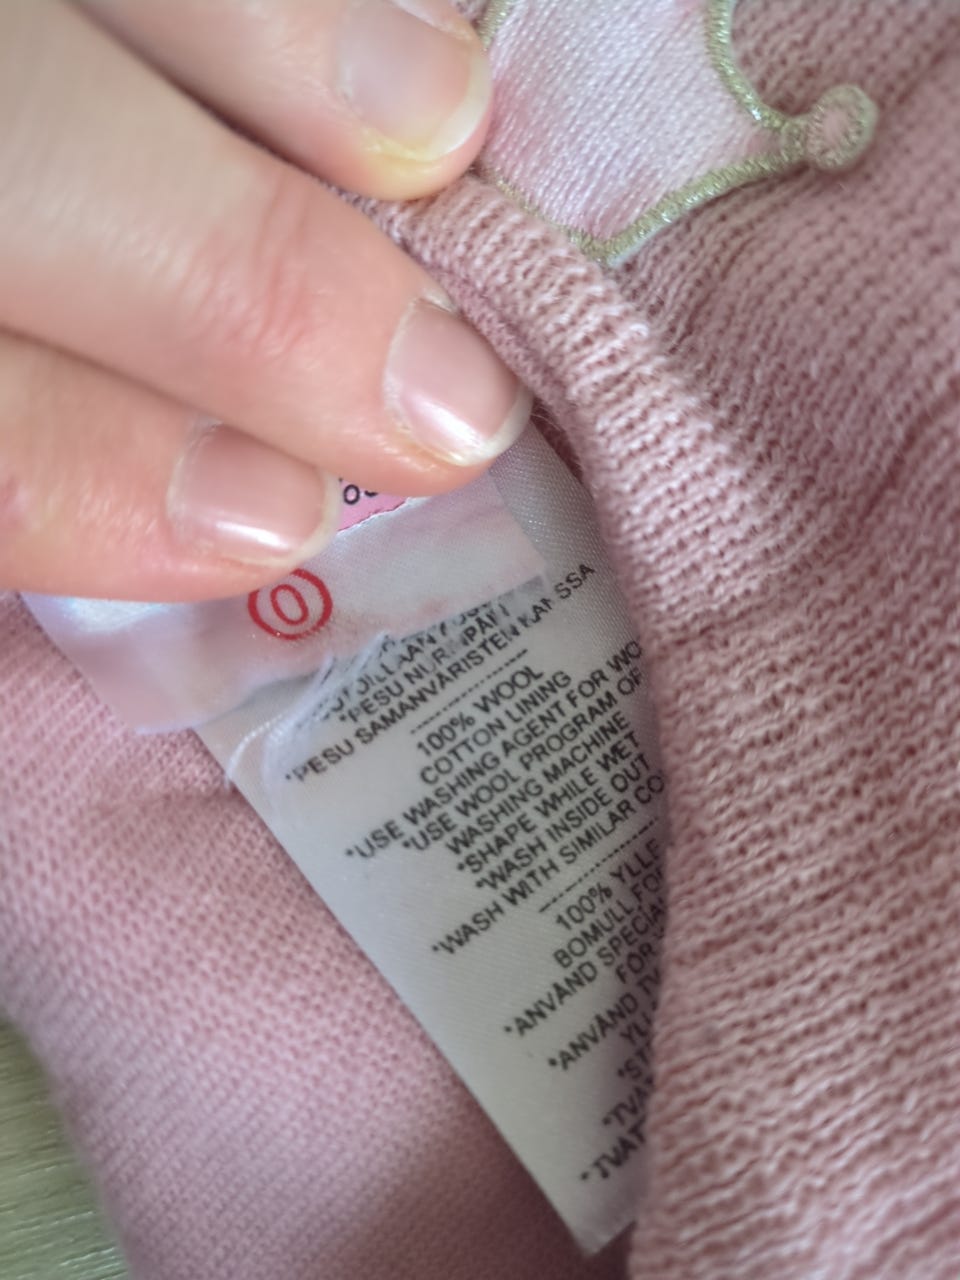 0
*PESU NURINPÄIN
*PESU SAMANVÄRISTEN KANSSA
100% WOOL
COTTON LINING
*USE WASHING AGENT FOR WO
*USE WOOL PROGRAM OF
WASHING MACHINE
*SHAPE WHILE WET
*WASH INSIDE OUT
*WASH WITH SIMILAR CO
100% YLLE
BOMULL FO
*ANVÄND SPECIA
FÖR
*ANVÄND TV
YL
*ST
*TVÄ
*TVÄT